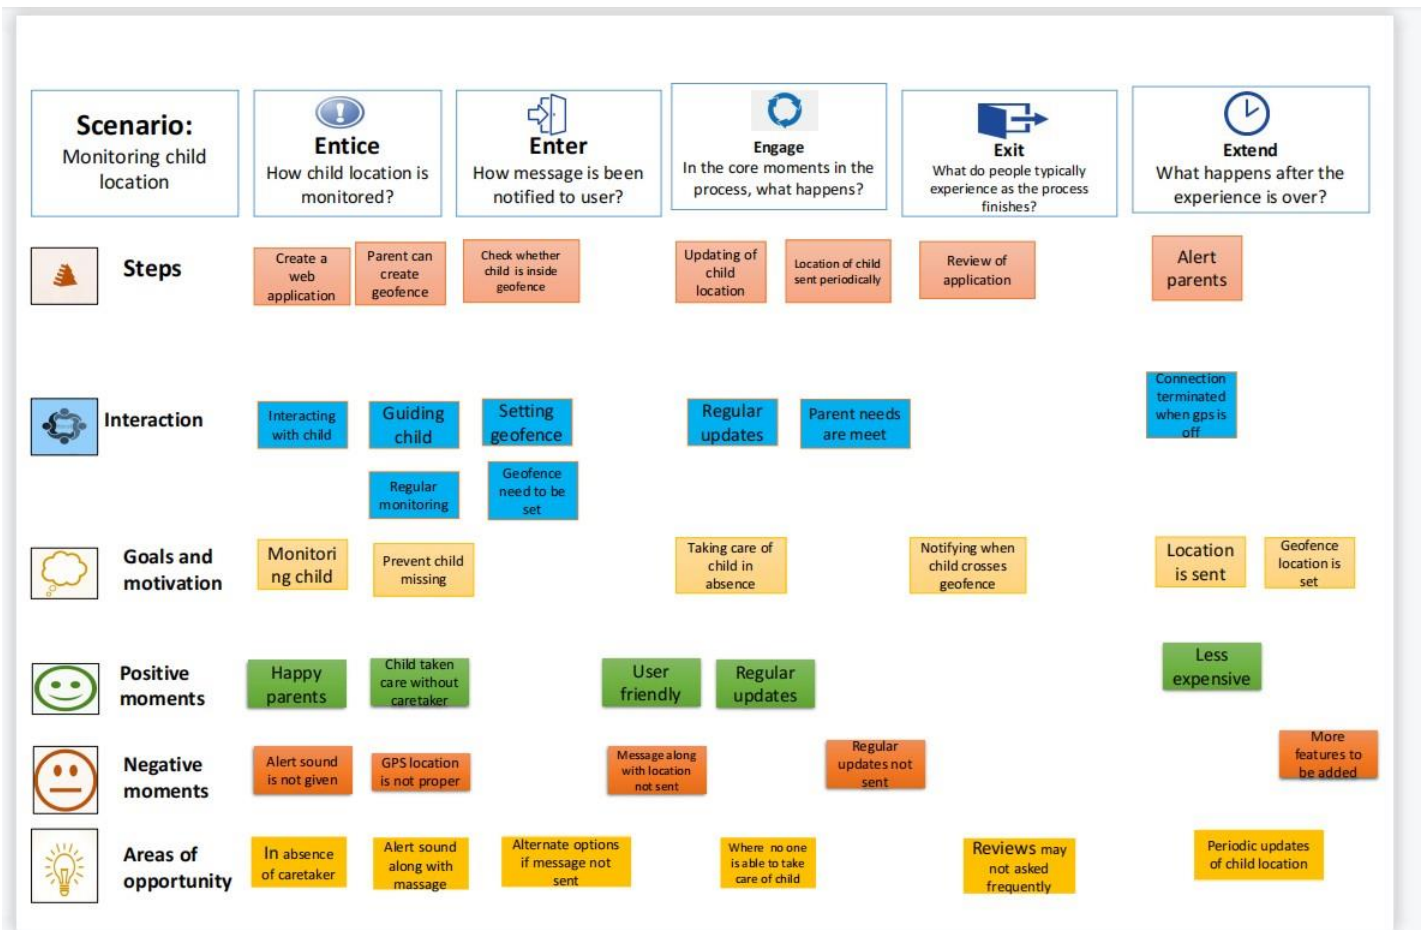 Scenario:
Monitoring child
location
Entice
How child location is
monitored?
Enter
How message is been
notified to user?
Engage
In the core moments in the
process, what happens?
Exit
What do people typically
experience as the process
finishes?
Extend
What happens after the
experience is over?
Steps
Create a
web
application
Parent can
create
geofence
Check whether
child is inside
geofence
Updating of
child
location
Location of child
sent periodically
Review of
application
Alert
parents
Interaction
Interacting
with child
Guiding
child
Setting
geofence
Regular
updates
Parent needs
are meet
Connection
terminated
when gps is
off
Regular
monitoring
Geofence
need to be
set
Goals and
motivation
Monitori
ng child
Prevent child
missing
Taking care of
child in
absence
Notifying when
child crosses
geofence
Location
is sent
Geofence
location is
set
Positive
moments
Happy
parents
Child taken
care without
caretaker
User
friendly
Regular
updates
Less
expensive
Negative
moments
Alert sound
is not given
GPS location
is not proper
Message along
with location
not sent
Regular
updates not
sent
More
features to
be added
Areas of
opportunity
In absence
of caretaker
Alert sound
along with
massage
Alternate options
if message not
sent
Where no one
is able to take
care of child
Reviews may
not asked
frequently
Periodic updates
of child location